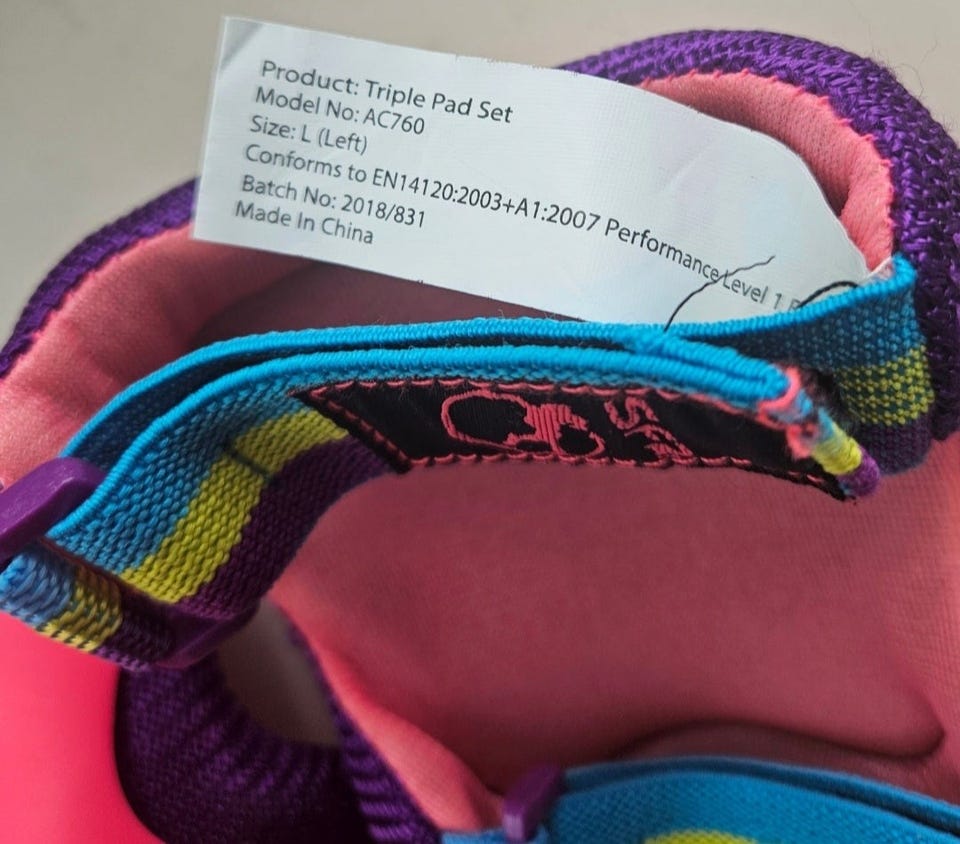 Product: Triple Pad Set
Model No: AC760
Size: L (Left)
Conforms to EN14120:2003+A1:2007 Performance Level 1
Batch No: 2018/831
Made In China